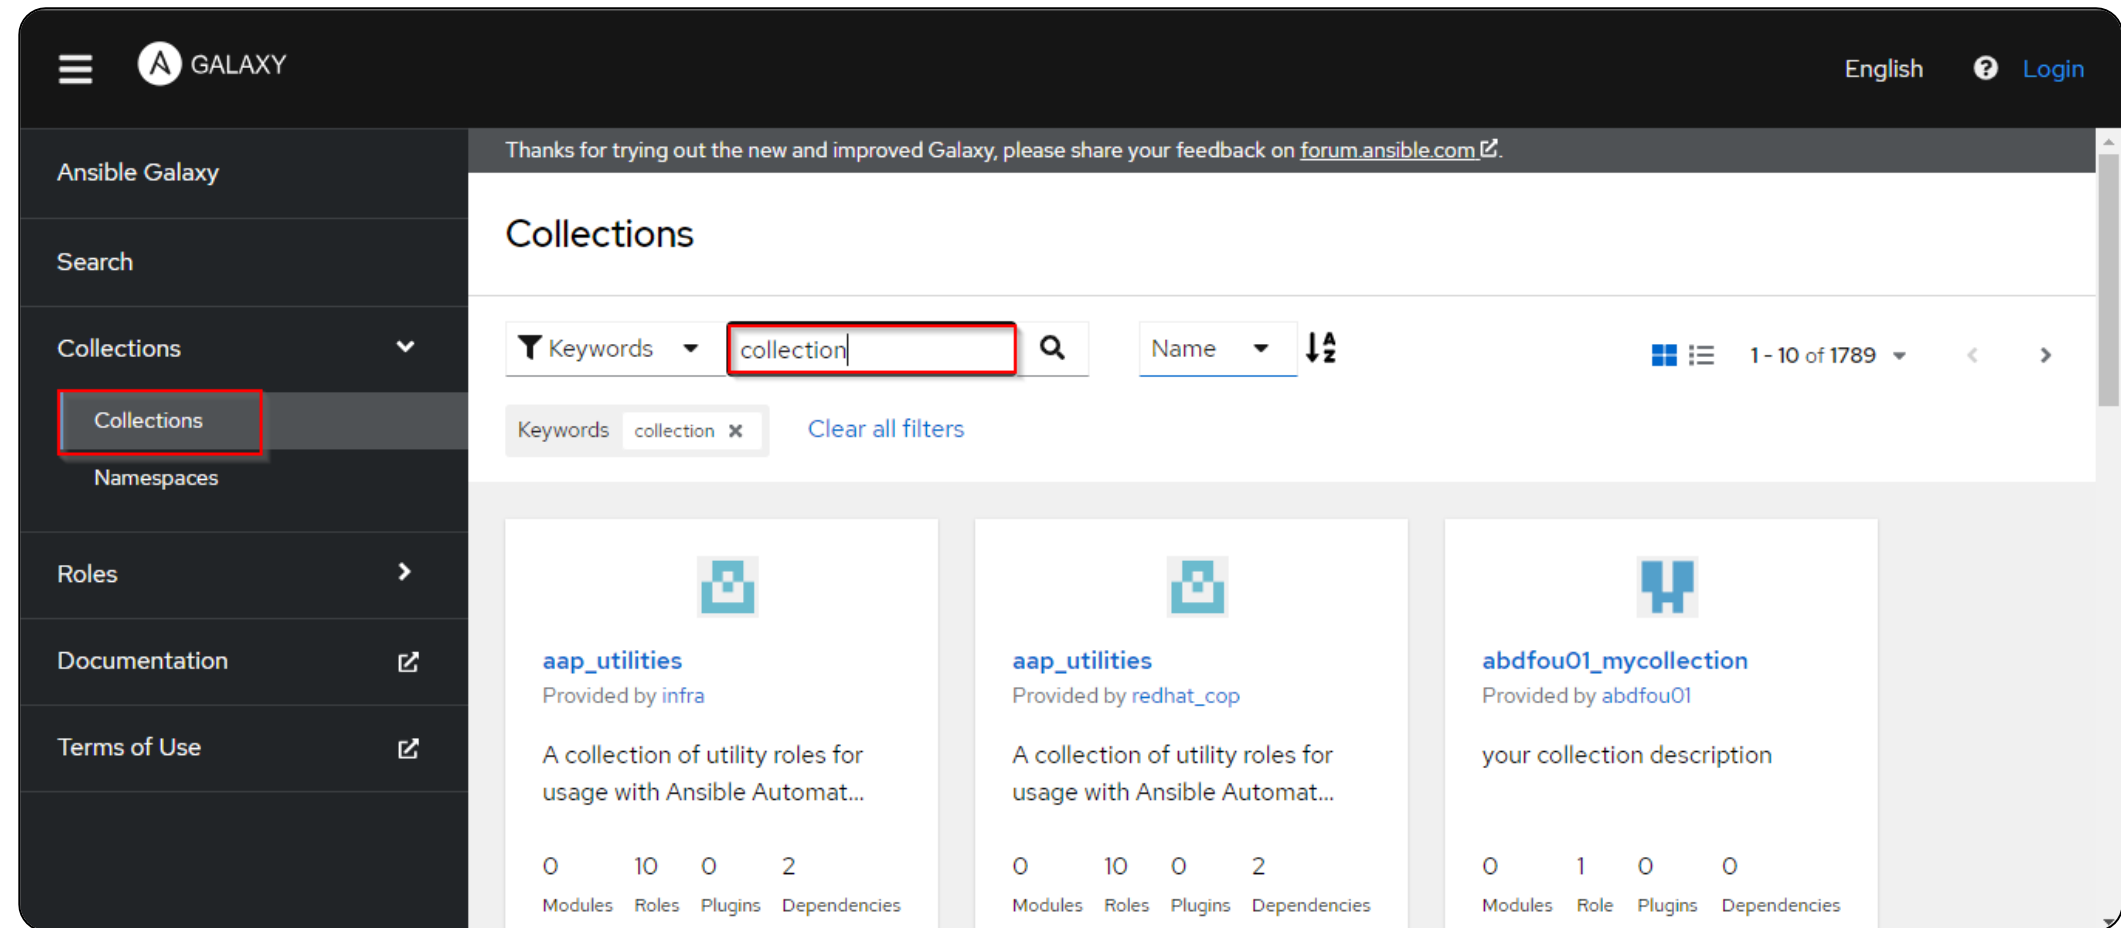 GALAXY
English ? Login
Ansible Galaxy
Search
Collections
Collections
Namespaces
Roles
Documentation
Terms of Use
Thanks for trying out the new and improved Galaxy, please share your feedback on forum.ansible.com.
Collections
Keywords collection Name
1 - 10 of 1789
Keywords collection Clear all filters
aap_utilities
Provided by infra
A collection of utility roles for
usage with Ansible Automat...
0 10 0 2
Modules Roles Plugins Dependencies
aap_utilities
Provided by redhat_cop
A collection of utility roles for
usage with Ansible Automat...
0 10 0 2
Modules Roles Plugins Dependencies
abdfou01_mycollection
Provided by abdfou01
your collection description
0 1 0 0
Modules Role Plugins Dependencies